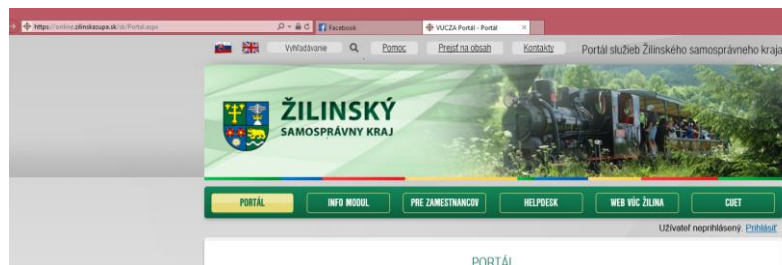 https://online.zilinskazupa.sk/sk/Portal.aspx
Facebook
VUCZA Portál - Portál
Vyhľadávanie
Pomoc
Prejsť na obsah
Kontakty
Portál služieb Žilinského samosprávneho kraja
ŽILINSKÝ
SAMOSPRÁVNY KRAJ
PORTÁL
INFO MODUL
PRE ZAMESTNANCOV
HELPDESK
WEB VÚC ŽILINA
CUET
Užívateľ neprihlásený. Prihlásiť
PORTÁL